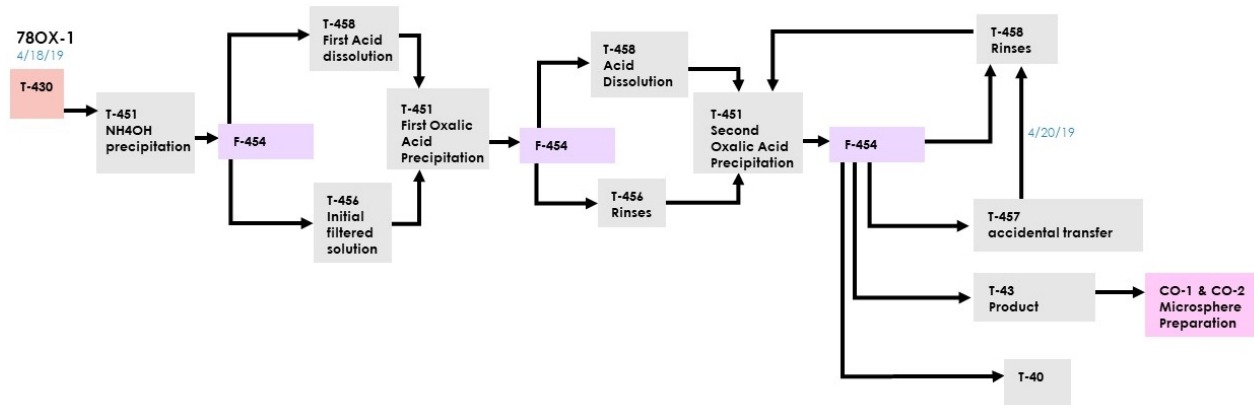 78OX-1
4/18/19
T-430
T-451
NH4OH
precipitation
F-454
T-458
First Acid
dissolution
T-456
Initial
filtered
solution
T-451
First Oxalic
Acid
Precipitation
F-454
T-458
Acid
Dissolution
T-456
Rinses
T-451
Second
Oxalic Acid
Precipitation
F-454
T-458
Rinses
4/20/19
T-457
accidental transfer
T-43
Product
CO-1 & CO-2
Microsphere
Preparation
T-40